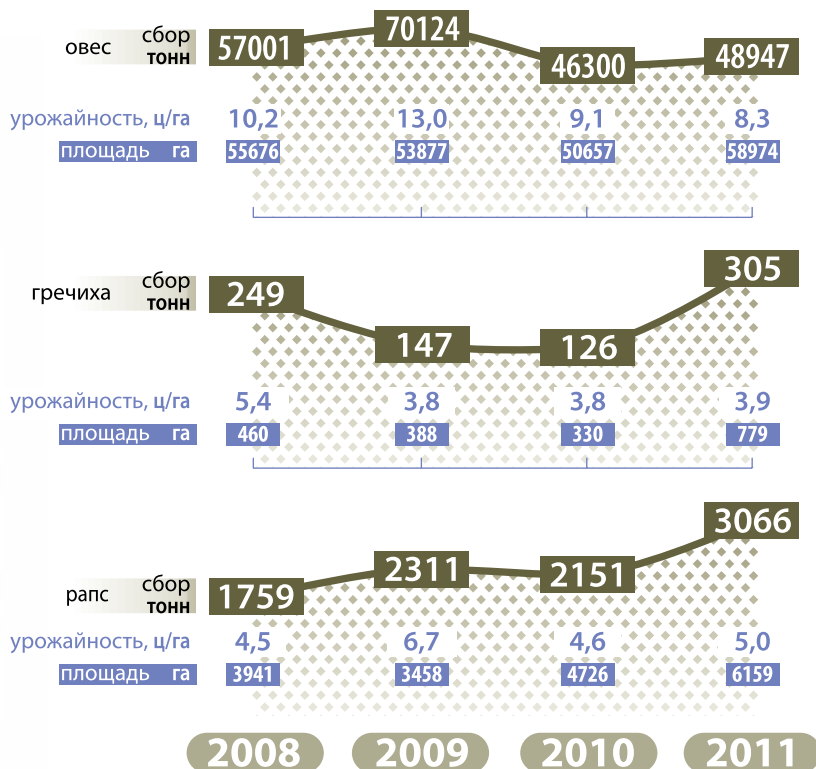 овес сбор тонн 57001 70124 46300 48947
урожайность, ц/га 10,2 13,0 9,1 8,3
площадь га 55676 53877 50657 58974
гречиха сбор тонн 249 147 126 305
урожайность, ц/га 5,4 3,8 3,8 3,9
площадь га 460 388 330 779
рапс сбор тонн 1759 2311 2151 3066
урожайность, ц/га 4,5 6,7 4,6 5,0
площадь га 3941 3458 4726 6159
2008 2009 2010 2011